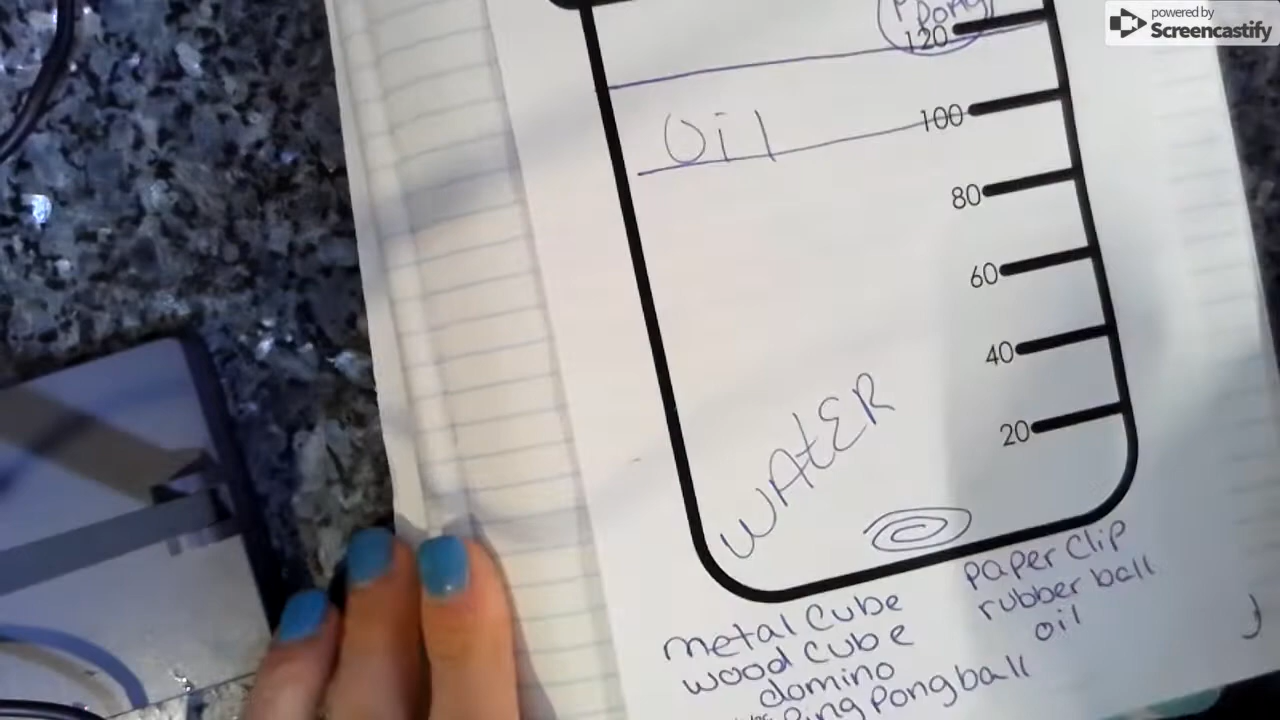 powered by
Screencastify
Pong
120
Oil
100
80
60
40
20
WAtER
metal Cube
wood cube
domino
Ping Pong ball
paper Clip
rubber ball
oil